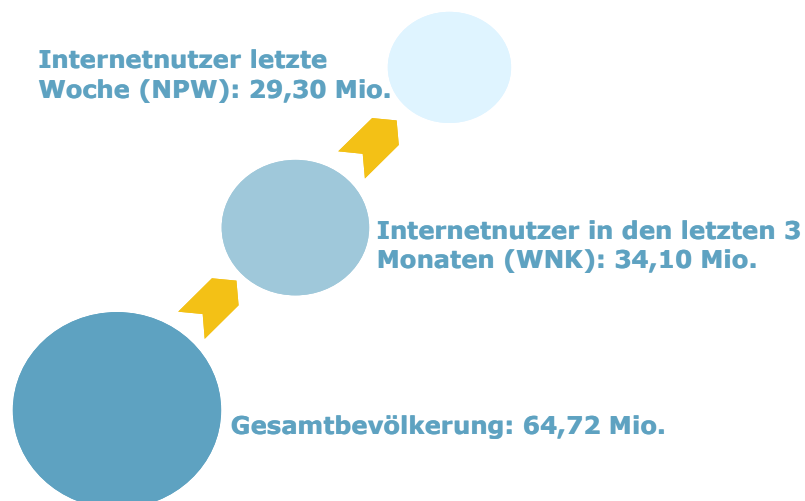 Internetnutzer letzte
Woche (NPW): 29,30 Mio.
Internetnutzer in den letzten 3
Monaten (WNK): 34,10 Mio.
Gesamtbevölkerung: 64,72 Mio.